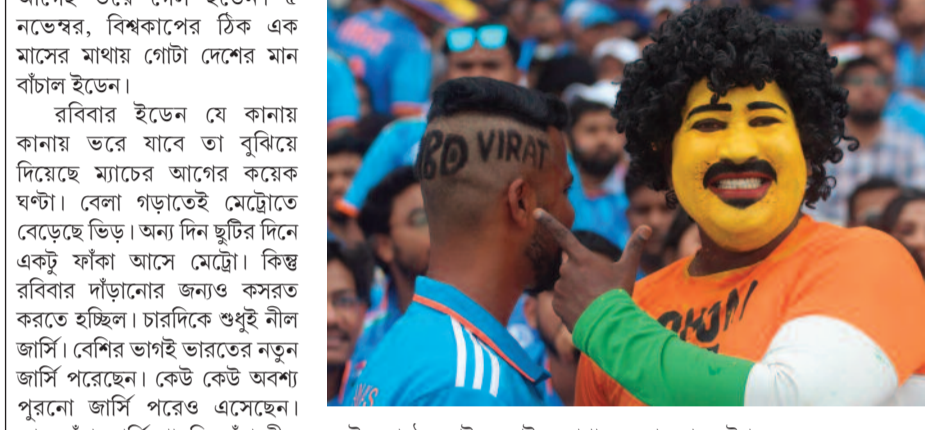 নভেম্বর, বিশ্বকাপের ঠিক এক
মাসের মাথায় গোটা দেশের মান
বাঁচাল ইডেন।
রবিবার ইডেন যে কানায়
কানায় ভরে যাবে তা বুঝিয়ে
দিয়েছে ম্যাচের আগের কয়েক
ঘণ্টা। বেলা গড়াতেই মেট্রোতে
বেড়েছে ভিড়। অন্য দিন ছুটির দিনে
একটু ফাঁকা আসে মেট্রো। কিন্তু
রবিবার দাঁড়ানোর জন্যও কসরত
করতে হচ্ছিল। চারদিকে শুধুই নীল
জার্সি। বেশির ভাগই ভারতের নতুন
জার্সি পরেছেন। কেউ কেউ অবশ্য
পুরনো জার্সি পরেও এসেছেন।
VIRAT